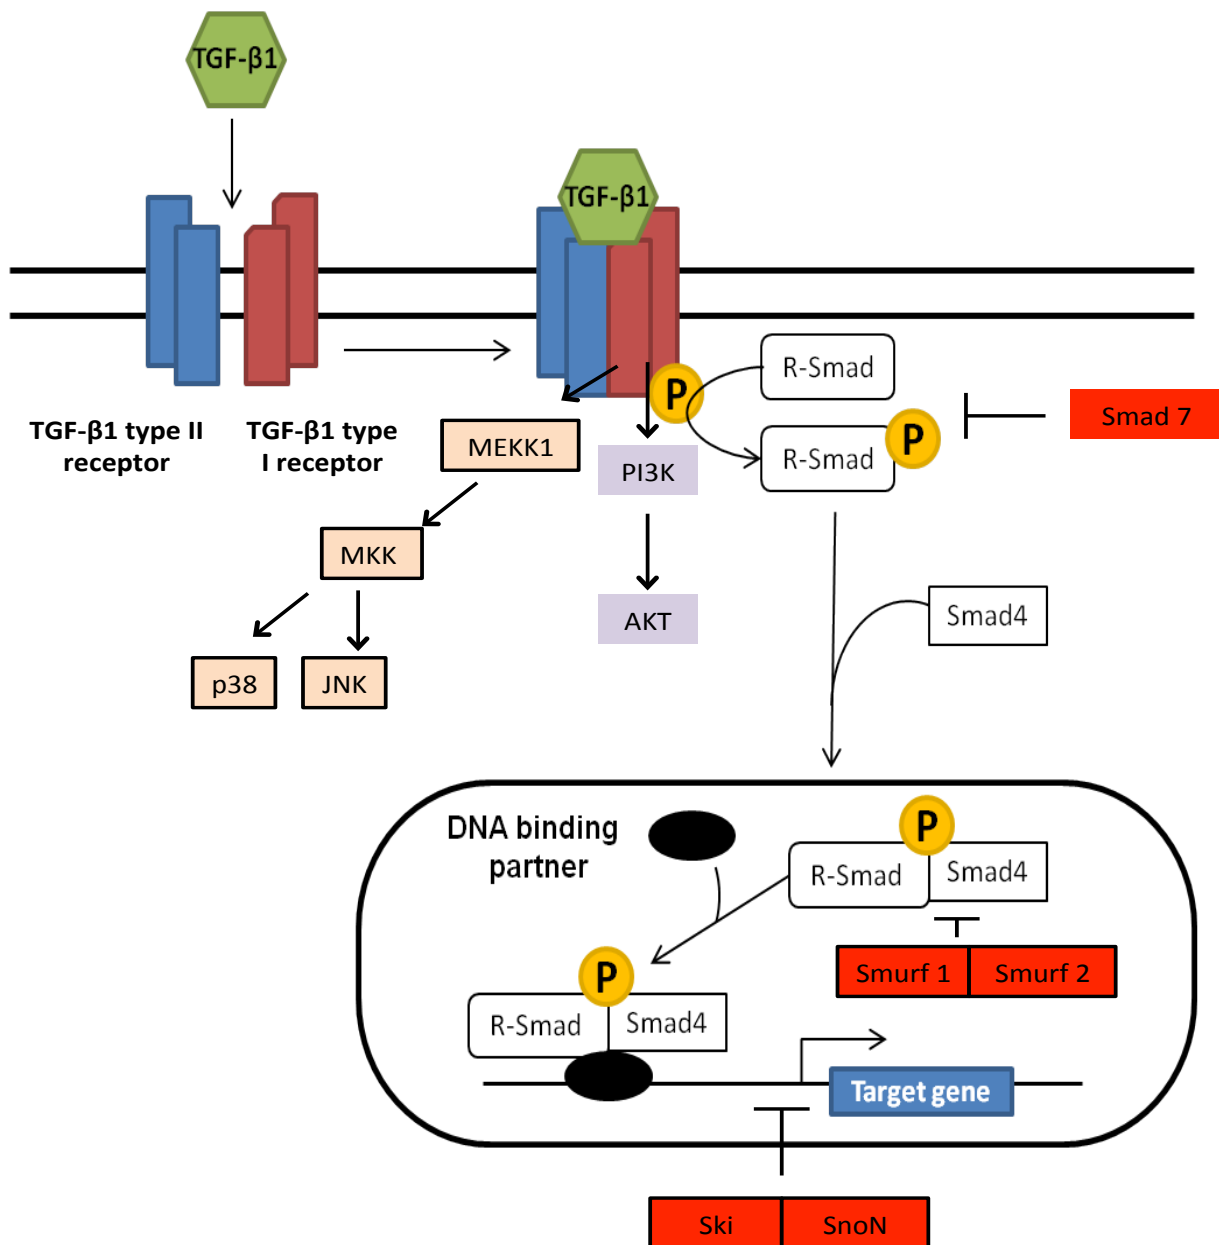 TGF-β1
TGF-β1
TGF-β1 type II
receptor
TGF-β1 type
I receptor
R-Smad
P
Smad 7
P
R-Smad
MEKK1
PI3K
MKK
AKT
Smad4
p38
JNK
DNA binding
partner
P
R-Smad
Smad4
Smurf 1
Smurf 2
P
R-Smad
Smad4
Target gene
Ski
SnoN